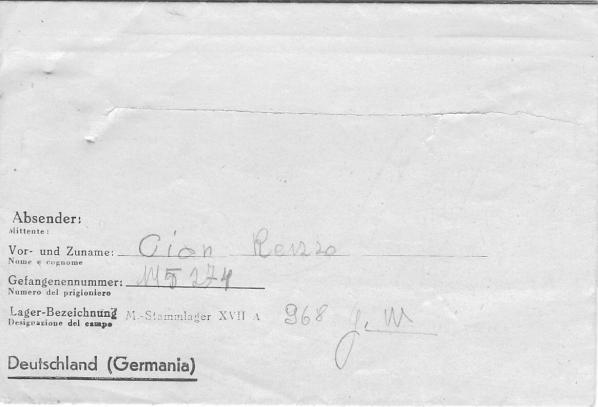 Absender:
Mittente:
Vor- und Zuname: Cion Renzo
Nome e cognome
Gefangenennummer: 274
Numero del prigioniero
Lager-Bezeichnung M.-Stammlager XVII A 968 g. M
Designazione del campo
Deutschland (Germania)